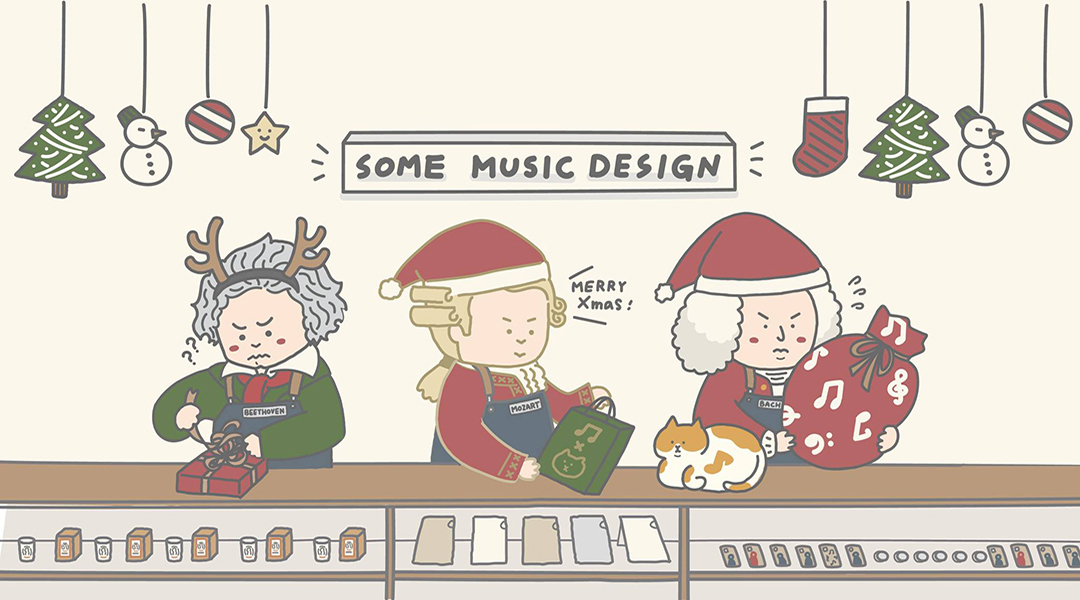 SOME MUSIC DESIGN
MERRY
Xmas!
??
BEETHOVEN
MOZART
BACH